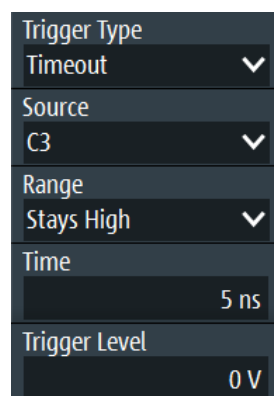 Trigger Type
Timeout
Source
C3
Range
Stays High
Time
5 ns
Trigger Level
0 V